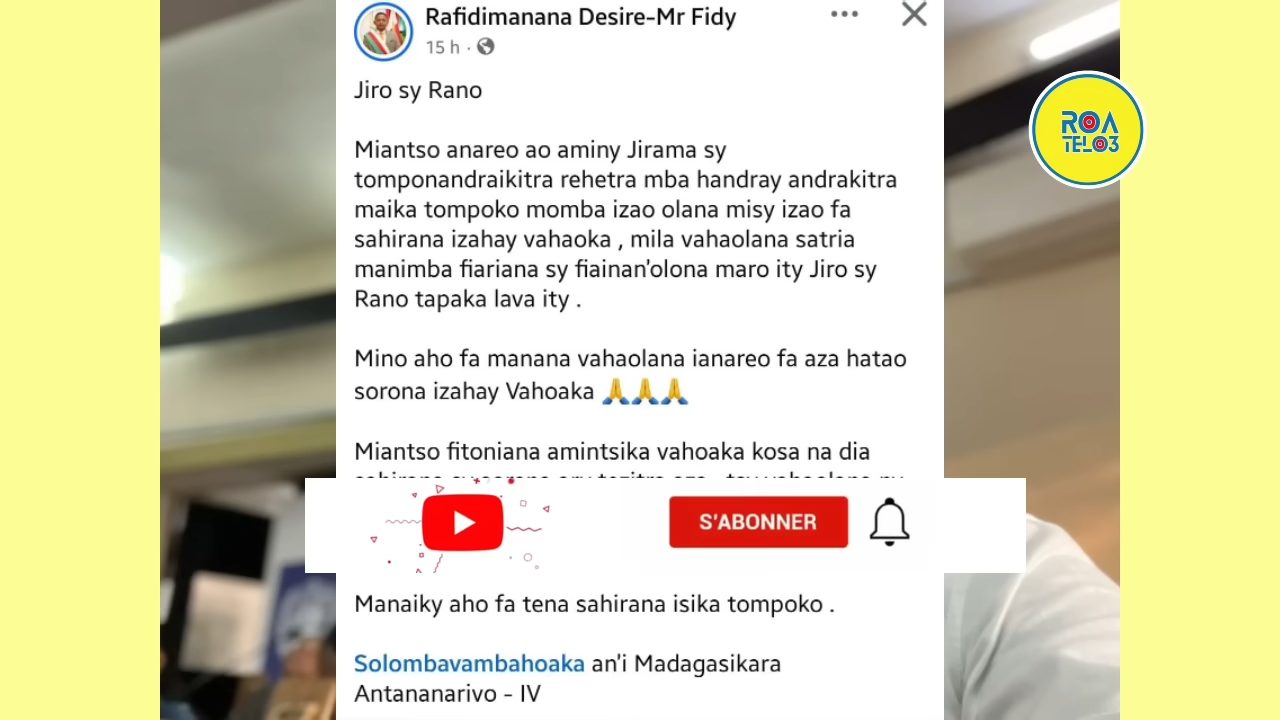 Rafidimanana Desire-Mr Fidy
15 h ·
Jiro sy Rano
Miantso anareo ao aminy Jirama sy
tomponandraikitra rehetra mba handray andrakitra
maika tompoko momba izao olana misy izao fa
sahirana izahay vahaoka , mila vahaolana satria
manimba fiariana sy fiainan'olona maro ity Jiro sy
Rano tapaka lava ity .
Mino aho fa manana vahaolana ianareo fa aza hatao
sorona izahay Vahoaka 🙏🙏🙏
Miantso fitoniana amintsika vahoaka kosa na dia
S'ABONNER
Manaiky aho fa tena sahirana isika tompoko .
Solombavambahoaka an'i Madagasikara
Antananarivo - IV
ROA
TELO3